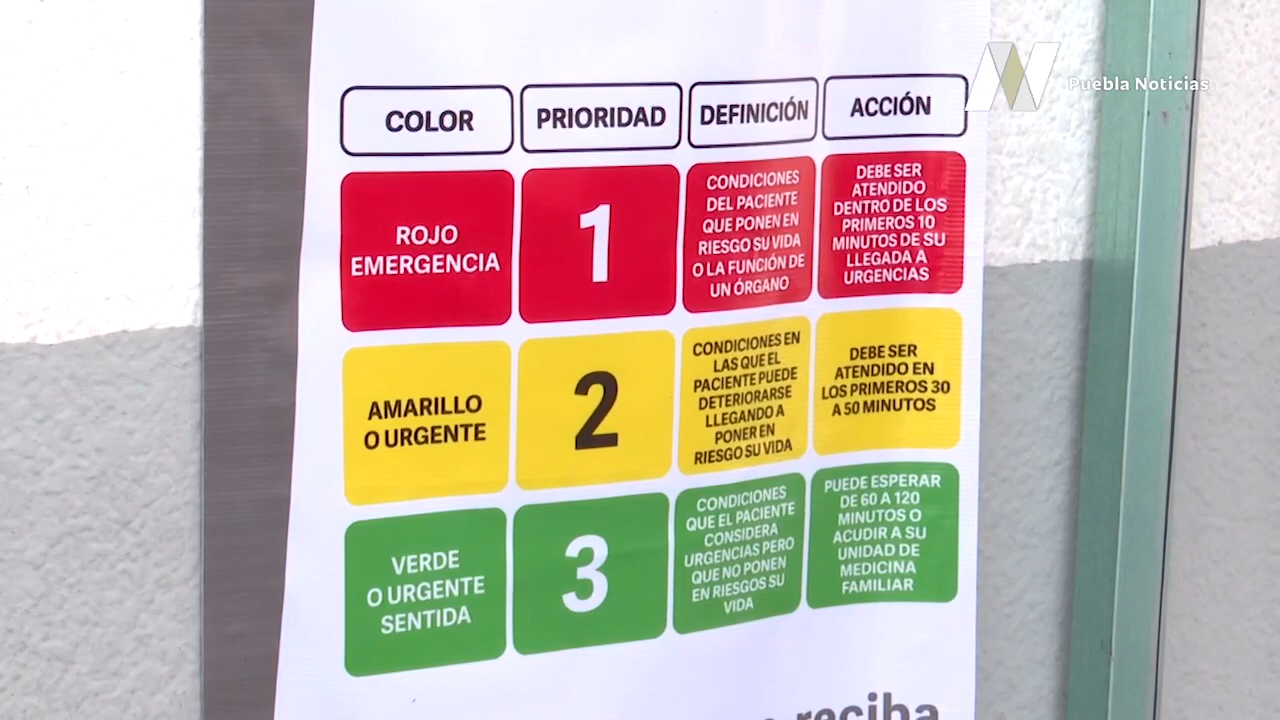 Puebla Noticias
COLOR
PRIORIDAD
DEFINICIÓN
ACCIÓN
ROJO
EMERGENCIA
1
CONDICIONES
DEL PACIENTE
QUE PONEN EN
RIESGO SU VIDA
O LA FUNCIÓN DE
UN ÓRGANO
DEBE SER
ATENDIDO
DENTRO DE LOS
PRIMEROS 10
MINUTOS DE SU
LLEGADA A
URGENCIAS
AMARILLO
O URGENTE
2
CONDICIONES EN
LAS QUE EL
PACIENTE PUEDE
DETERIORARSE
LLEGANDO A
PONER EN
RIESGO SU VIDA
DEBE SER
ATENDIDO EN
LOS PRIMEROS 30
A 50 MINUTOS
VERDE
O URGENTE
SENTIDA
3
CONDICIONES
QUE EL PACIENTE
CONSIDERA
URGENCIAS PERO
QUE NO PONEN
EN RIESGOS SU
VIDA
PUEDE ESPERAR
DE 60 A 120
MINUTOS O
ACUDIR A SU
UNIDAD DE
MEDICINA
FAMILIAR
reciba